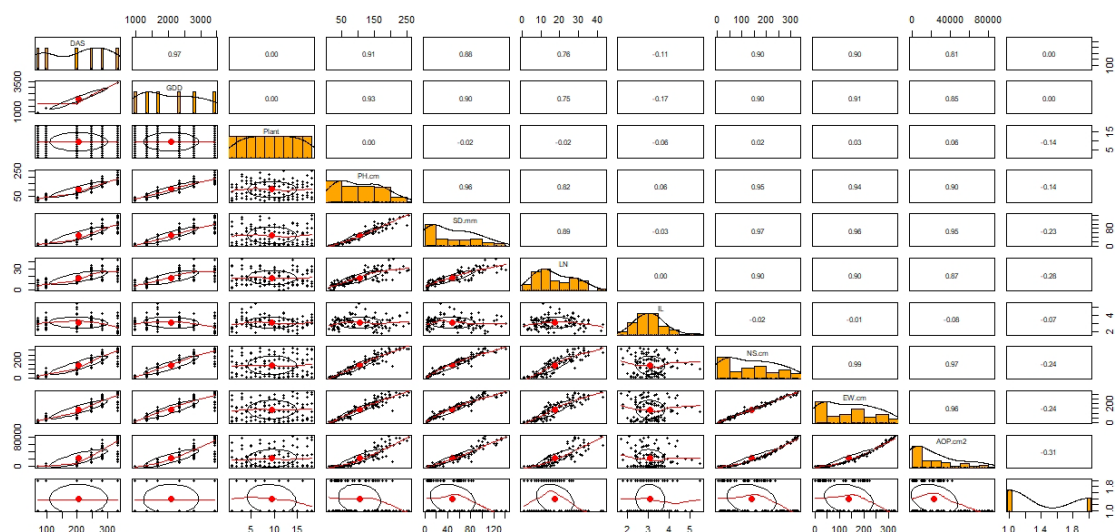 1000 2000 3000 50 150 250 0 10 20 30 40 0 100 200 300 0 40000 80000
DAS 0.97 0.00 0.91 0.88 0.76 -0.11 0.90 0.90 0.81 0.00 100
1000 3500 GDD 0.00 0.93 0.90 0.75 -0.17 0.90 0.91 0.85 0.00
Plant 0.00 -0.02 -0.02 -0.06 0.02 0.03 0.06 -0.14 5 15
50 250 PH.cm 0.96 0.82 0.06 0.95 0.94 0.90 -0.14
SD.mm 0.89 -0.03 0.97 0.96 0.95 -0.23 0 80
0 30 LN 0.00 0.90 0.90 0.87 -0.28
IL -0.02 -0.01 -0.08 -0.07 2 4
0 200 NS.cm 0.99 0.97 -0.24
EW.cm 0.96 -0.24 0 200
0 80000 AOP.cm2 -0.31
1.0 1.8
100 200 300 5 10 15 0 40 80 120 2 3 4 5 0 100 200 300 1.0 1.4 1.8